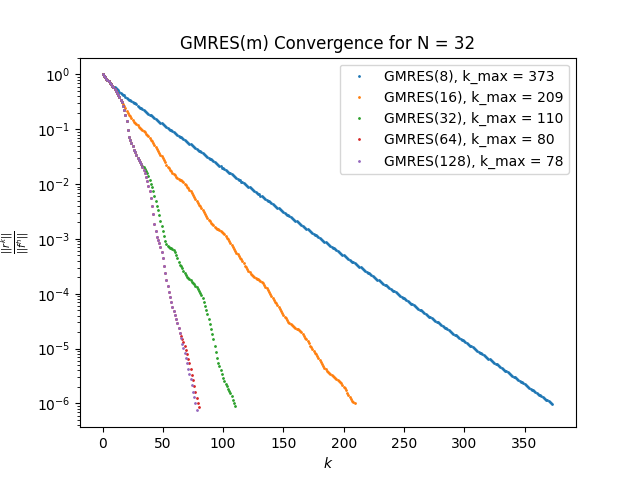 GMRES(m) Convergence for N = 32
10⁰
10⁻¹
10⁻²
10⁻³
10⁻⁴
10⁻⁵
10⁻⁶
||rᵏ||
||fʰ||
GMRES(8), k_max = 373
GMRES(16), k_max = 209
GMRES(32), k_max = 110
GMRES(64), k_max = 80
GMRES(128), k_max = 78
0 50 100 150 200 250 300 350
k